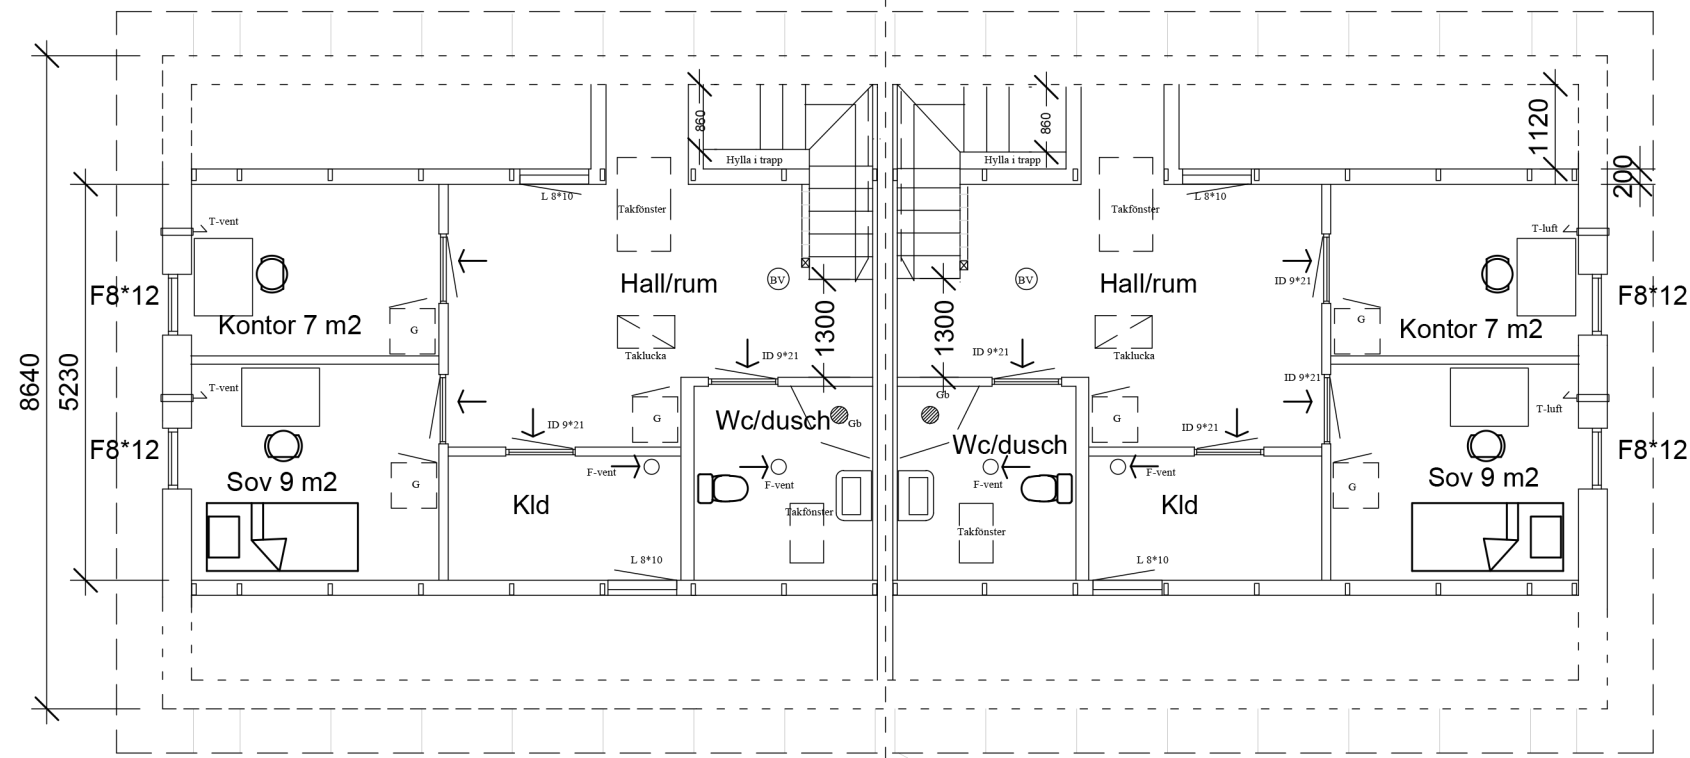 860
860
1120
Hylla i trapp
Hylla i trapp
200
L 8*10
L 8*10
T-vent
Takfönster
Takfönster
T-luft
Hall/rum
BV
BV
Hall/rum
ID 9*21
F8*12
F8*12
Kontor 7 m2
G
1300
1300
G
Kontor 7 m2
Taklucka
ID 9*21
ID 9*21
Taklucka
8640
5230
T-vent
ID 9*21
T-luft
Gb
G
Wc/dusch
Gb
G
ID 9*21
ID 9*21
F8*12
Wc/dusch
F8*12
F-vent
F-vent
F-vent
F-vent
Sov 9 m2
G
G
Sov 9 m2
Kld
Takfönster
Kld
Takfönster
L 8*10
L 8*10